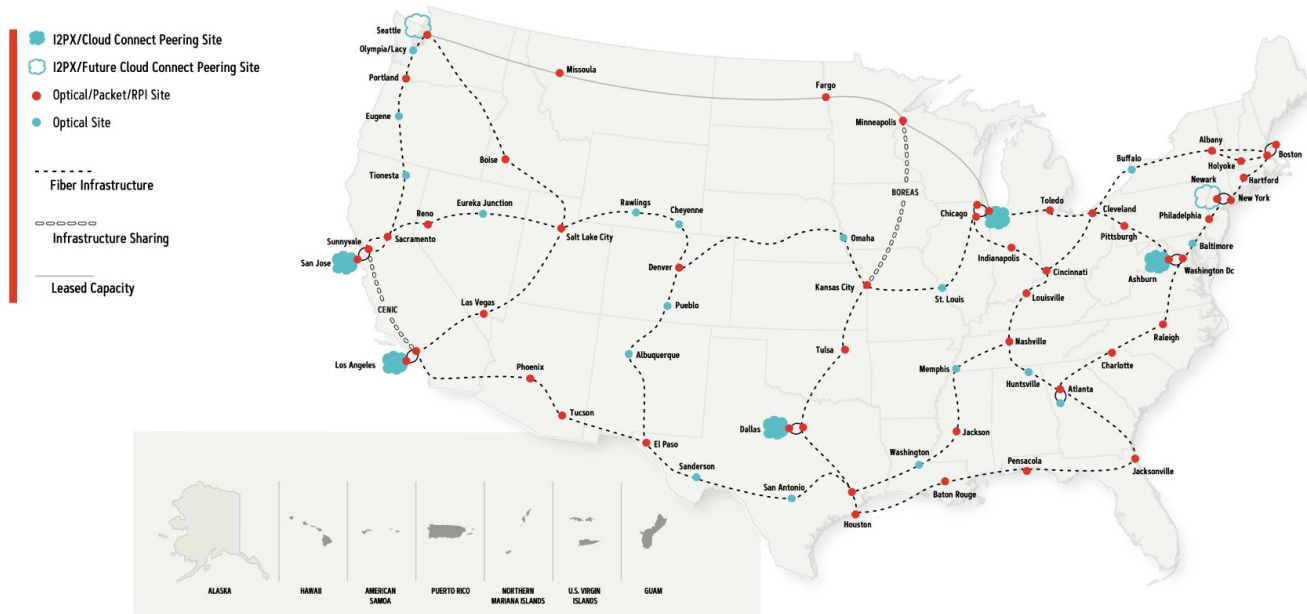 I2PX/Cloud Connect Peering Site
I2PX/Future Cloud Connect Peering Site
Optical/Packet/RPI Site
Optical Site
Fiber Infrastructure
Infrastructure Sharing
Leased Capacity
Seattle
Olympia/Lacy
Portland
Eugene
Tionesta
Missoula
Boise
Fargo
Minneapolis
BOREAS
Reno
Eureka Junction
Sunnyvale
Sacramento
San Jose
CENIC
Los Angeles
Las Vegas
Salt Lake City
Rawlings
Cheyenne
Denver
Pueblo
Albuquerque
Phoenix
Tucson
El Paso
Sanderson
San Antonio
Omaha
Kansas City
St. Louis
Tulsa
Dallas
Houston
Chicago
Toledo
Cleveland
Indianapolis
Cincinnati
Louisville
Nashville
Memphis
Huntsville
Jackson
Washington
Baton Rouge
Pensacola
Jacksonville
Atlanta
Charlotte
Raleigh
Buffalo
Albany
Holyoke
Boston
Hartford
Newark
New York
Philadelphia
Pittsburgh
Baltimore
Ashburn
Washington Dc
ALASKA
HAWAII
AMERICAN
SAMOA
PUERTO RICO
NORTHERN
MARIANA ISLANDS
U.S. VIRGIN
ISLANDS
GUAM